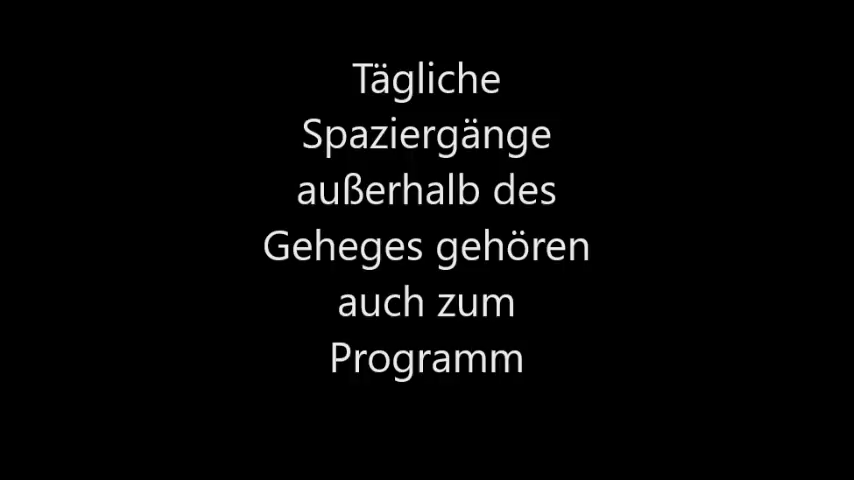 Tägliche
Spaziergänge
außerhalb des
Geheges gehören
auch zum
Programm